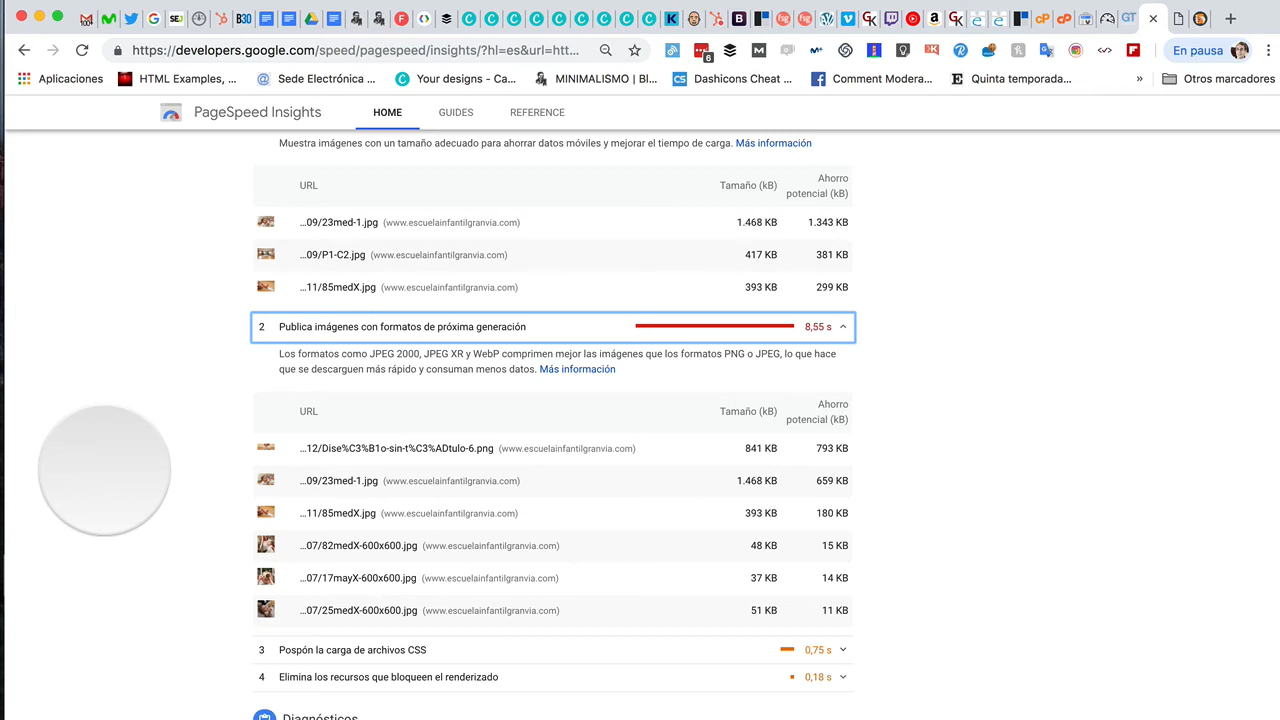 https://developers.google.com/speed/pagespeed/insights/?hl=es&url=htt...
6
En pausa
Aplicaciones
HTML Examples, ...
Sede Electrónica ...
Your designs - Ca...
MINIMALISMO | Bl...
CS
Dashicons Cheat ...
Comment Modera...
Quinta temporada...
»
Otros marcadores
PageSpeed Insights
HOME
GUIDES
REFERENCE
Muestra imágenes con un tamaño adecuado para ahorrar datos móviles y mejorar el tiempo de carga. Más información
URL
Tamaño (kB)
Ahorro
potencial (kB)
...09/23med-1.jpg (www.escuelainfantilgranvia.com) 1.468 KB 1.343 KB
...09/P1-C2.jpg (www.escuelainfantilgranvia.com) 417 KB 381 KB
...11/85medX.jpg (www.escuelainfantilgranvia.com) 393 KB 299 KB
2 Publica imágenes con formatos de próxima generación 8,55 s
Los formatos como JPEG 2000, JPEG XR y WebP comprimen mejor las imágenes que los formatos PNG o JPEG, lo que hace
que se descarguen más rápido y consuman menos datos. Más información
URL
Tamaño (kB)
Ahorro
potencial (kB)
...12/Dise%C3%B1o-sin-t%C3%ADtulo-6.png (www.escuelainfantilgranvia.com) 841 KB 793 KB
...09/23med-1.jpg (www.escuelainfantilgranvia.com) 1.468 KB 659 KB
...11/85medX.jpg (www.escuelainfantilgranvia.com) 393 KB 180 KB
...07/82medX-600x600.jpg (www.escuelainfantilgranvia.com) 48 KB 15 KB
...07/17mayX-600x600.jpg (www.escuelainfantilgranvia.com) 37 KB 14 KB
...07/25medX-600x600.jpg (www.escuelainfantilgranvia.com) 51 KB 11 KB
3 Pospón la carga de archivos CSS 0,75 s
4 Elimina los recursos que bloqueen el renderizado 0,18 s
Diagnósticos